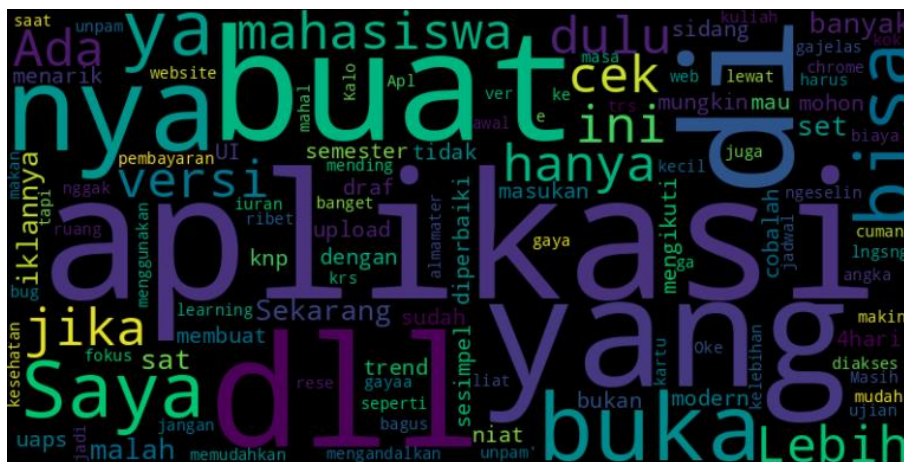 saat unpam ya mahasiswa dulu sidang kuliah banyak kok
Ada website masa cek web lewat gajelas chrome harus
menarik mahal Kalo Apl ver ke e trs mungkin mau mohon
nya buat awal ini di juga set biaya bisa
makan pembayaran UI semester tidak hanya kecil
versi mending masukan cobalah ngeselin
nggak iuran banget draf almamater jadwal cuman
iklannya tapi ribet upload diperbaiki gaya mengikuti ga lngsng
ruang menggunakan knp dengan angka
aplikasi
bug krs
learning Sekarang makin
jika membuat sudah yang 4hari
kesehatan fokus sat dll trend sesimpel Oke kartu kelebihan diakses
Saya rese gayaa seperti liat bukan modern Masih mudah
jadi jangan bagus niat buka ujian
uaps malah memudahkan mengandalkan unpam' Lebih